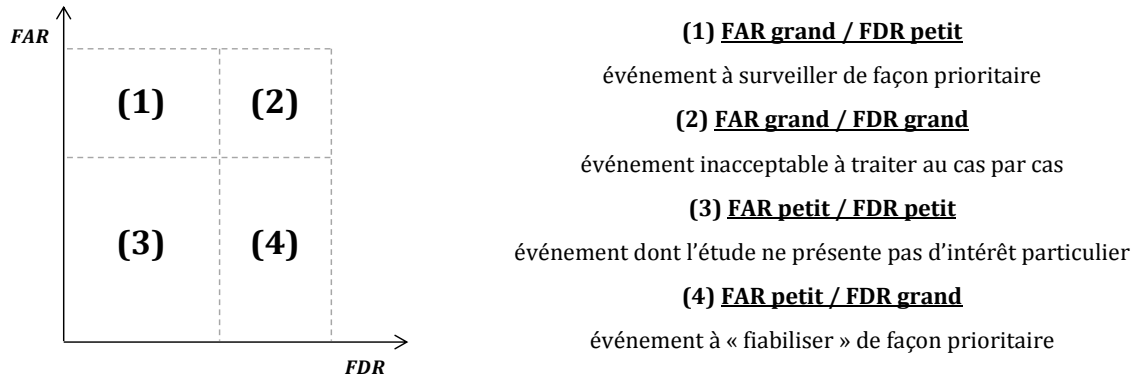 FAR
(1) (2)
(3) (4)
FDR
(1) FAR grand / FDR petit
événement à surveiller de façon prioritaire
(2) FAR grand / FDR grand
événement inacceptable à traiter au cas par cas
(3) FAR petit / FDR petit
événement dont l’étude ne présente pas d’intérêt particulier
(4) FAR petit / FDR grand
événement à « fiabiliser » de façon prioritaire